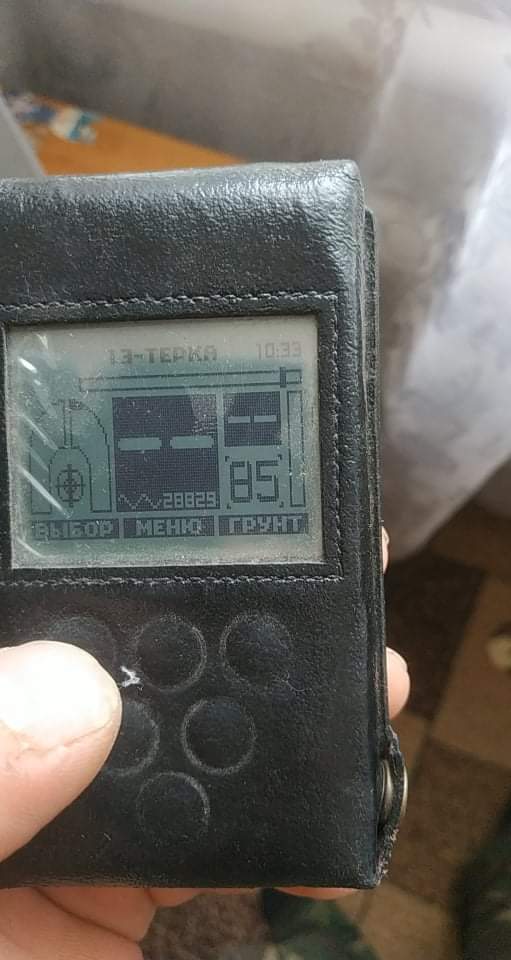 13-ТЕРКА 10:33
— —
— —
28829
85
ВЫБОР МЕНЮ ГРУНТ